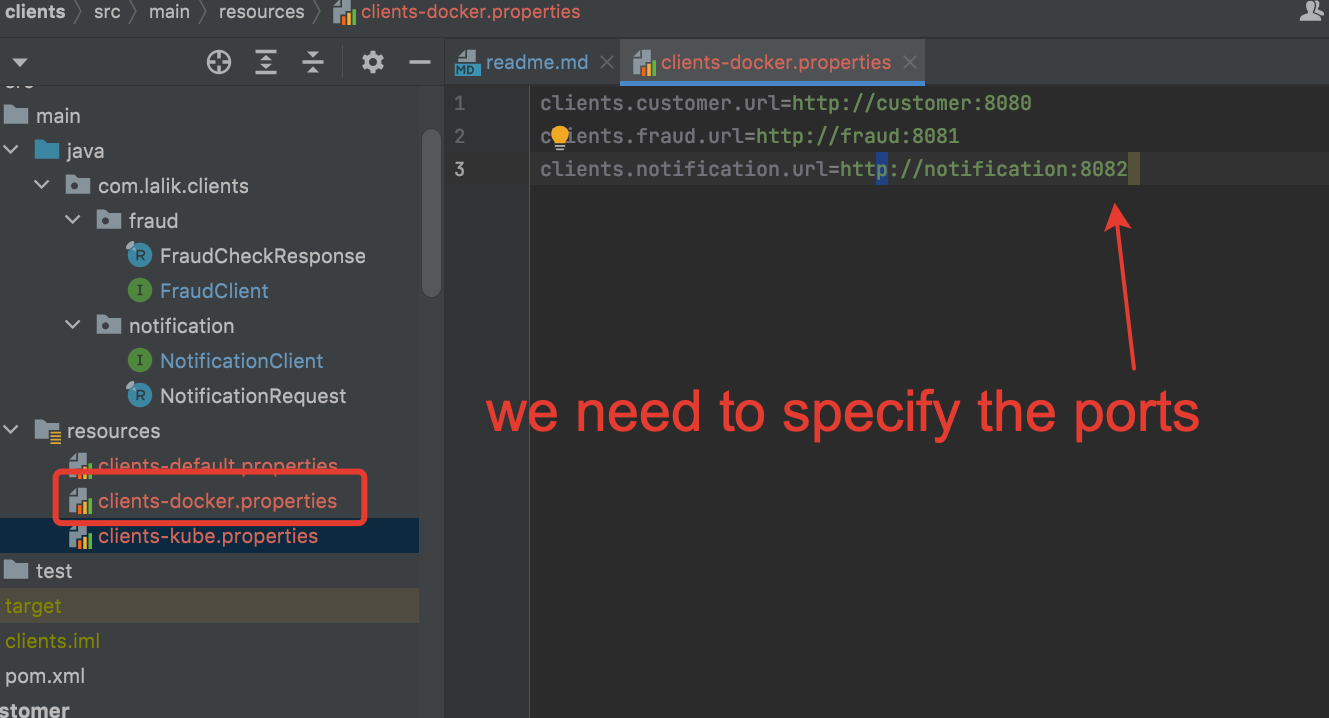 clients src main resources clients-docker.properties
readme.md clients-docker.properties
main
java
com.lalik.clients
fraud
R FraudCheckResponse
I FraudClient
notification
I NotificationClient
R NotificationRequest
resources
clients-default.properties
clients-docker.properties
clients-kube.properties
test
target
clients.iml
pom.xml
stomer
MD
1 clients.customer.url=http://customer:8080
2 clients.fraud.url=http://fraud:8081
3 clients.notification.url=http://notification:8082
we need to specify the ports